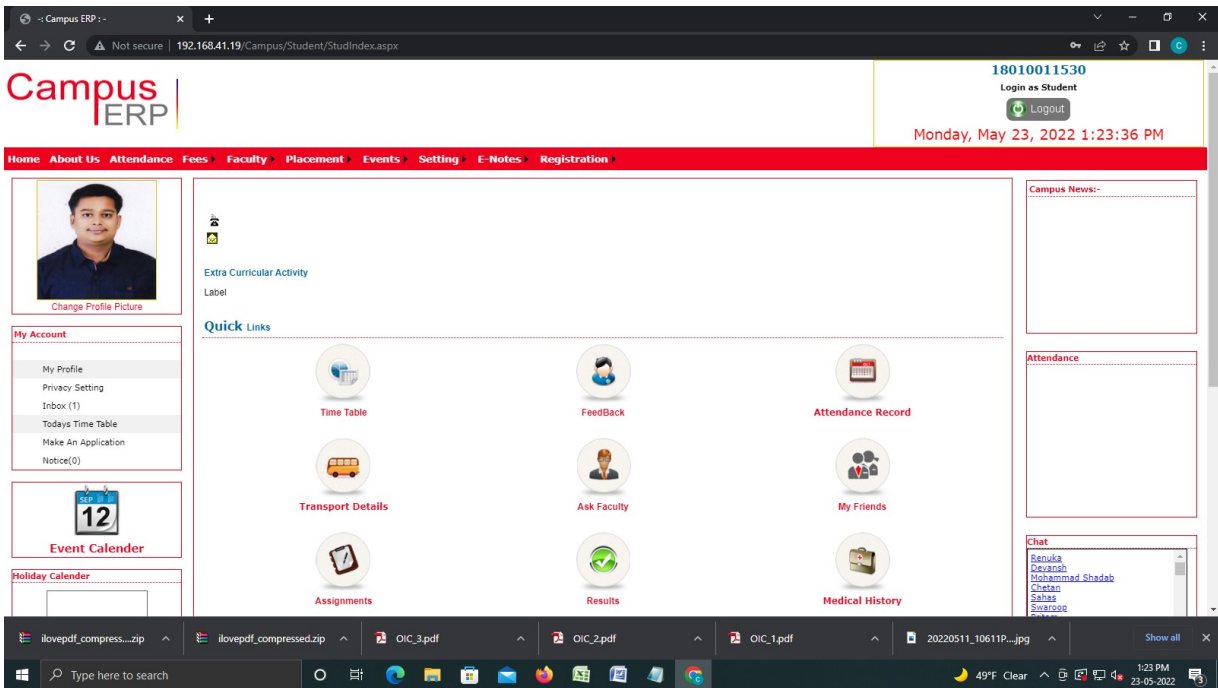 -: Campus ERP : -
Not secure | 192.168.41.19/Campus/Student/StudIndex.aspx
C
Campus
ERP
18010011530
Login as Student
Logout
Monday, May 23, 2022 1:23:36 PM
Home About Us Attendance Fees Faculty Placement Events Setting E-Notes Registration
Change Profile Picture
My Account
My Profile
Privacy Setting
Inbox (1)
Todays Time Table
Make An Application
Notice(0)
SEP
12
Event Calender
Holiday Calender
Extra Curricular Activity
Label
Quick Links
Time Table FeedBack Attendance Record
Transport Details Ask Faculty My Friends
Assignments Results Medical History
Campus News:-
Attendance
Chat
Renuka
Devansh
Mohammad Shadab
Chetan
Sahas
Swaroop
ilovepdf_compress....zip ilovepdf_compressed.zip OIC_3.pdf OIC_2.pdf OIC_1.pdf 20220511_10611P....jpg Show all
Type here to search 49°F Clear 1:23 PM
23-05-2022
3